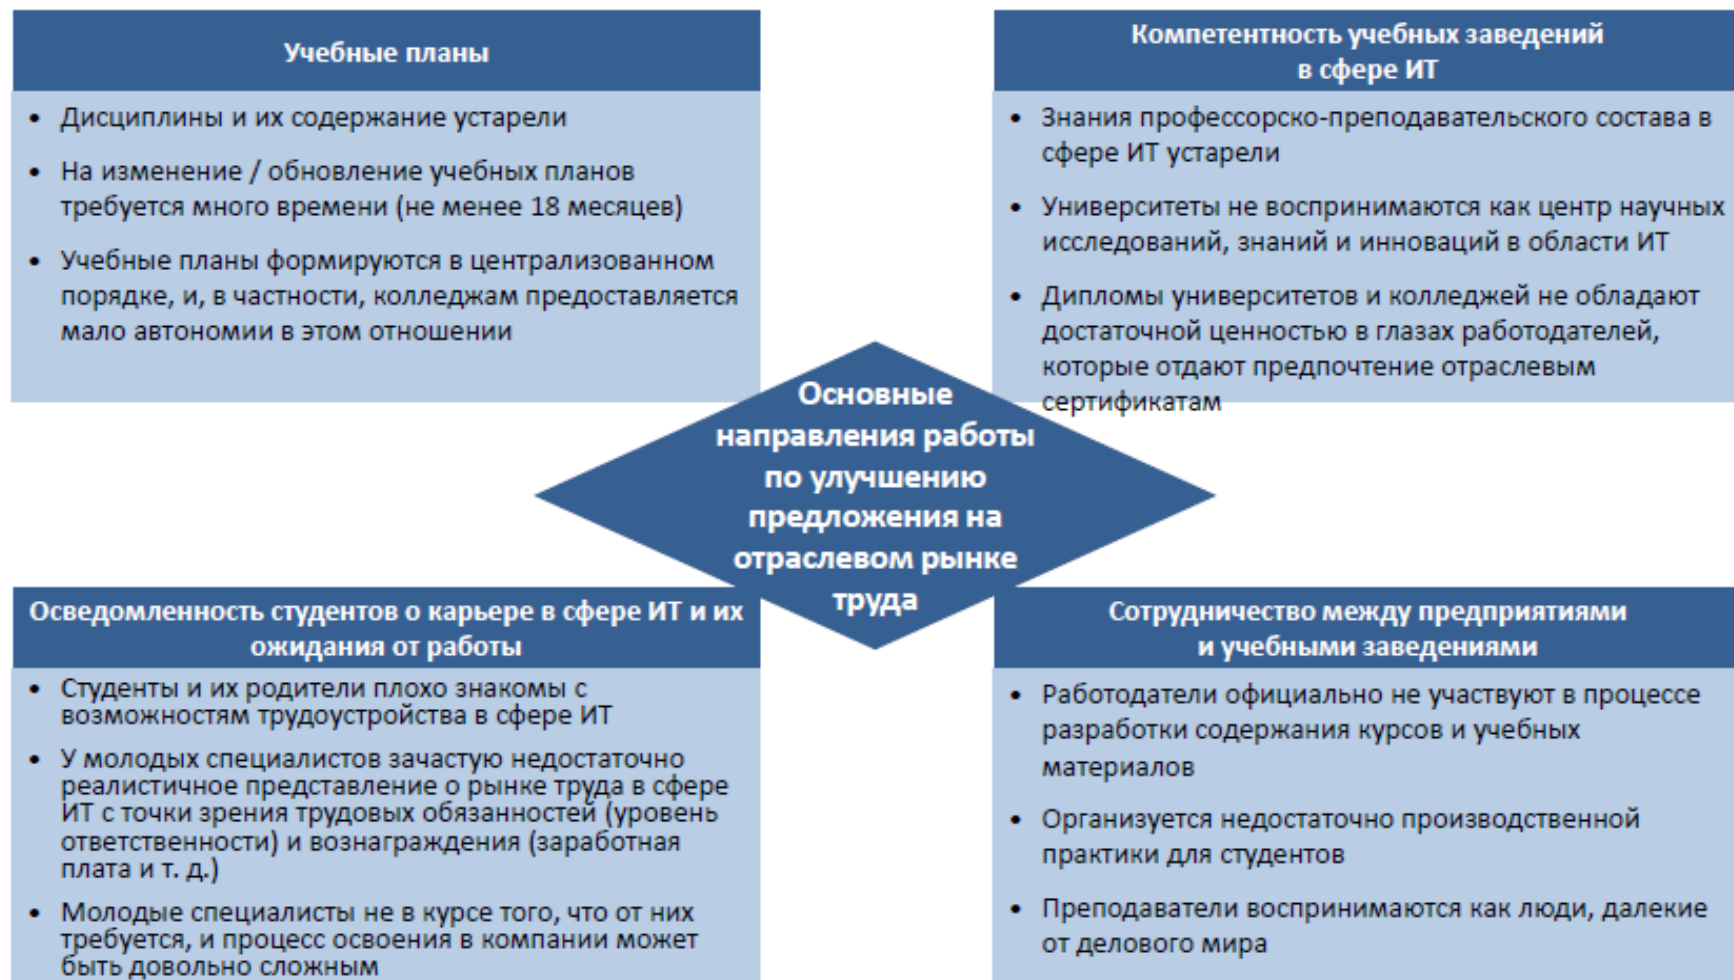 Учебные планы
• Дисциплины и их содержание устарели
• На изменение / обновление учебных планов
требуется много времени (не менее 18 месяцев)
• Учебные планы формируются в централизованном
порядке, и, в частности, колледжам предоставляется
мало автономии в этом отношении
Компетентность учебных заведений
в сфере ИТ
• Знания профессорско-преподавательского состава в
сфере ИТ устарели
• Университеты не воспринимаются как центр научных
исследований, знаний и инноваций в области ИТ
• Дипломы университетов и колледжей не обладают
достаточной ценностью в глазах работодателей,
которые отдают предпочтение отраслевым
сертификатам
Основные
направления работы
по улучшению
предложения на
отраслевом рынке
труда
Осведомленность студентов о карьере в сфере ИТ и их
ожидания от работы
• Студенты и их родители плохо знакомы с
возможностям трудоустройства в сфере ИТ
• У молодых специалистов зачастую недостаточно
реалистичное представление о рынке труда в сфере
ИТ с точки зрения трудовых обязанностей (уровень
ответственности) и вознаграждения (заработная
плата и т. д.)
• Молодые специалисты не в курсе того, что от них
требуется, и процесс освоения в компании может
быть довольно сложным
Сотрудничество между предприятиями
и учебными заведениями
• Работодатели официально не участвуют в процессе
разработки содержания курсов и учебных
материалов
• Организуется недостаточно производственной
практики для студентов
• Преподаватели воспринимаются как люди, далекие
от делового мира